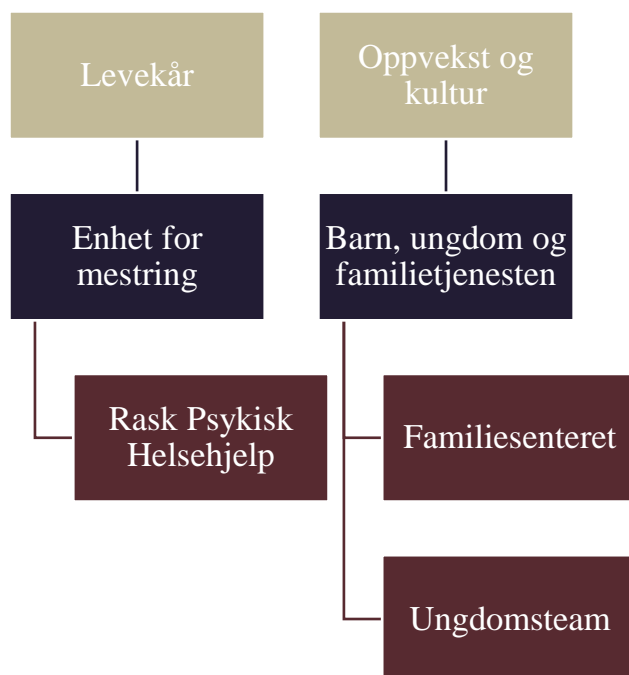 Levekår
Oppvekst og
kultur
Enhet for
mestring
Barn, ungdom og
familietjenesten
Rask Psykisk
Helsehjelp
Familiesenteret
Ungdomsteam